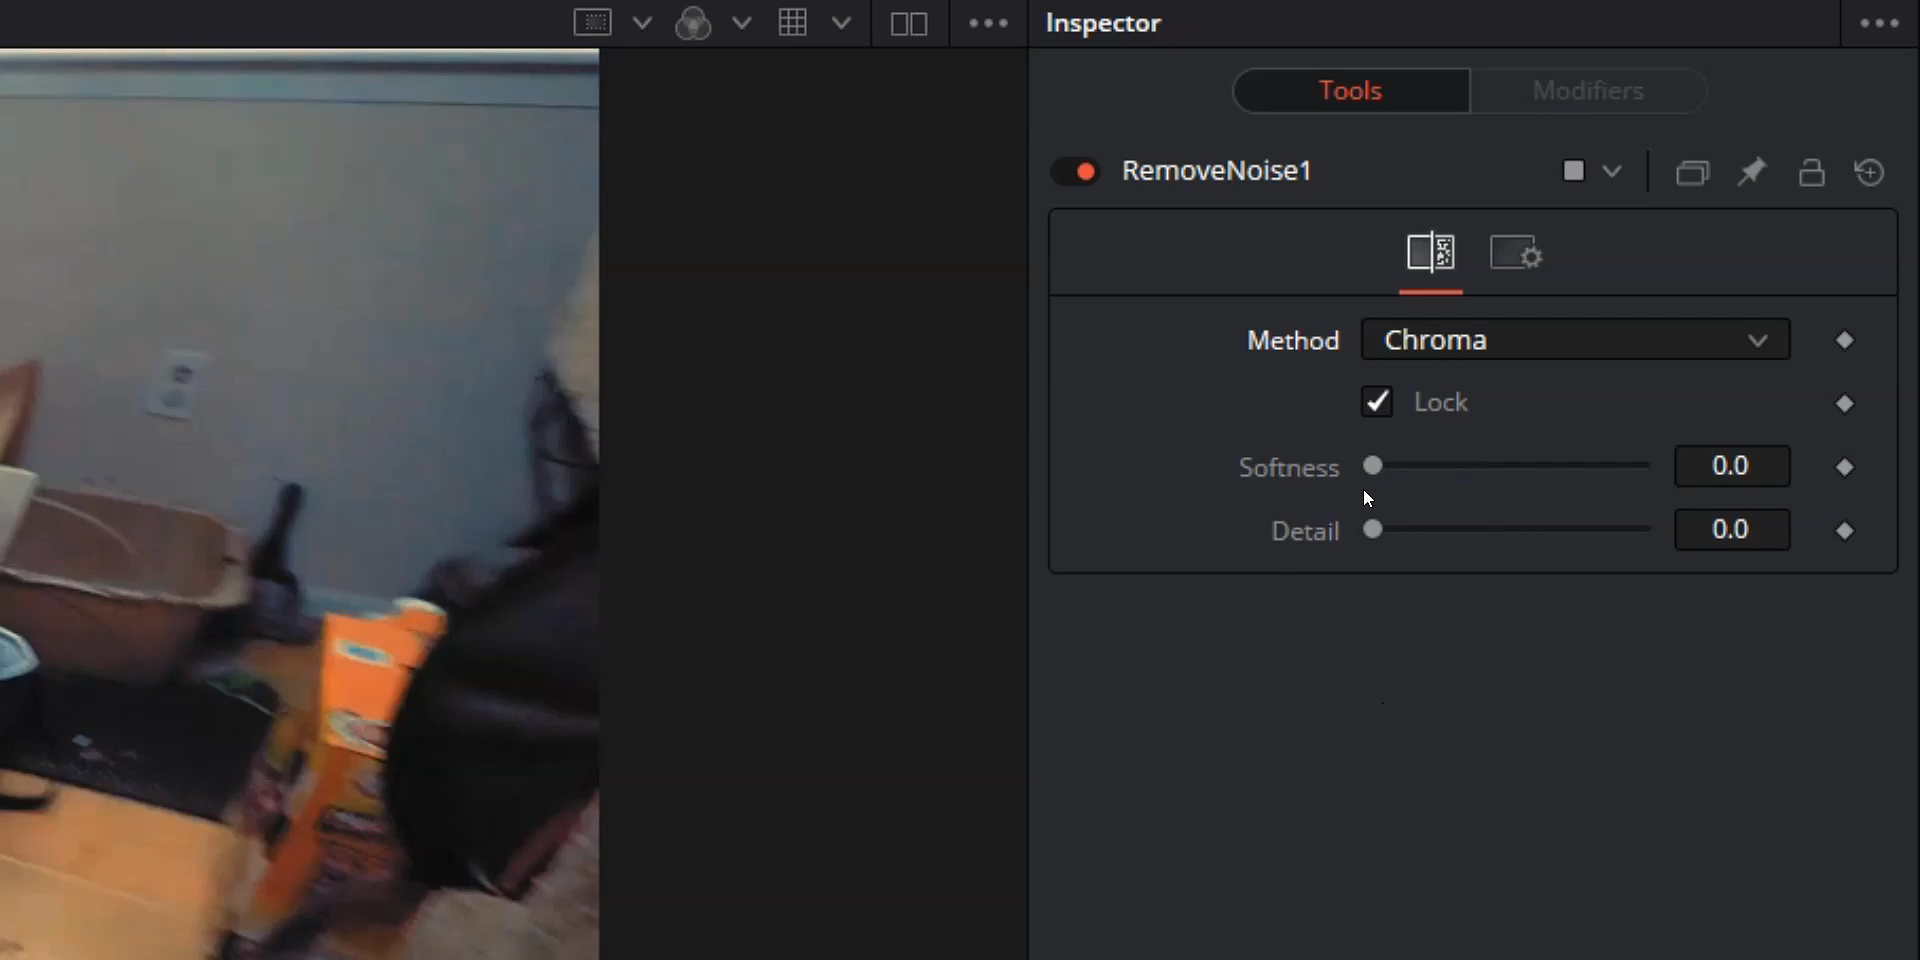 Inspector
Tools
Modifiers
RemoveNoise1
Method
Chroma
Lock
Softness
0.0
Detail
0.0